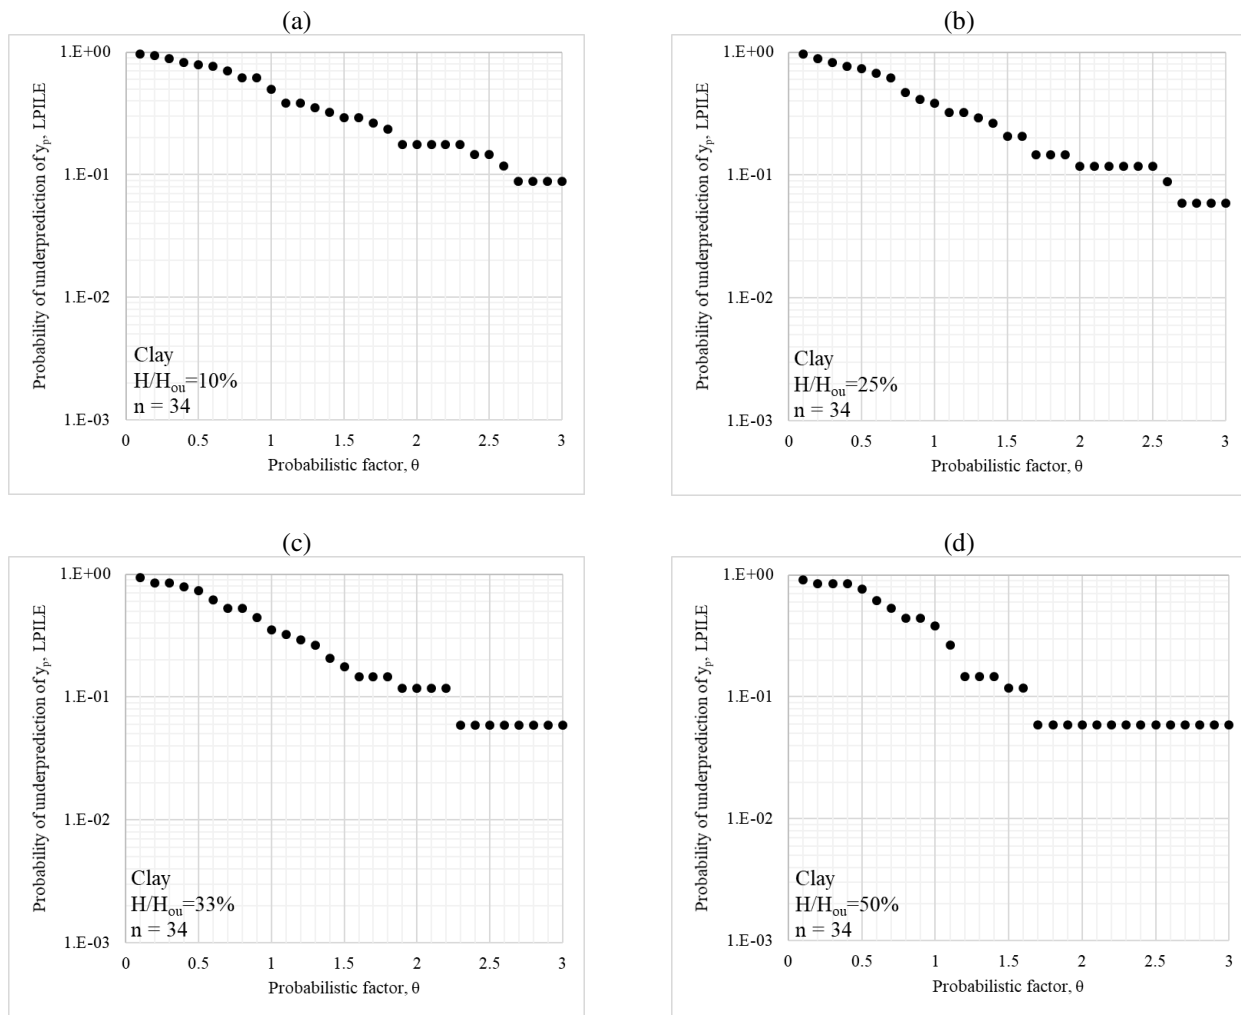 (a)
Probability of underprediction of yp, LPILE
1.E+00
1.E-01
1.E-02
1.E-03
Clay
H/Hou=10%
n = 34
0 0.5 1 1.5 2 2.5 3
Probabilistic factor, θ
(b)
Probability of underprediction of yp, LPILE
1.E+00
1.E-01
1.E-02
1.E-03
Clay
H/Hou=25%
n = 34
0 0.5 1 1.5 2 2.5 3
Probabilistic factor, θ
(c)
Probability of underprediction of yp, LPILE
1.E+00
1.E-01
1.E-02
1.E-03
Clay
H/Hou=33%
n = 34
0 0.5 1 1.5 2 2.5 3
Probabilistic factor, θ
(d)
Probability of underprediction of yp, LPILE
1.E+00
1.E-01
1.E-02
1.E-03
Clay
H/Hou=50%
n = 34
0 0.5 1 1.5 2 2.5 3
Probabilistic factor, θ